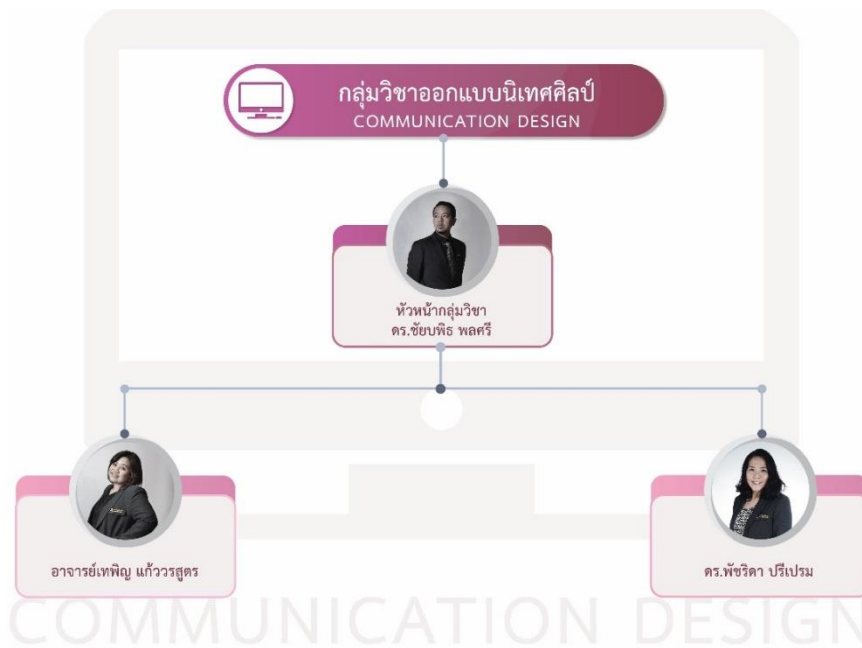 กลุ่มวิชาออกแบบนิเทศศิลป์
COMMUNICATION DESIGN
หัวหน้ากลุ่มวิชา
ดร.ชัยบพิธ พลศรี
อาจารย์เทพิญ แก้ววรสูตร
ดร.พัชริดา ปรีเปรม
COMMUNICATION DESIGN